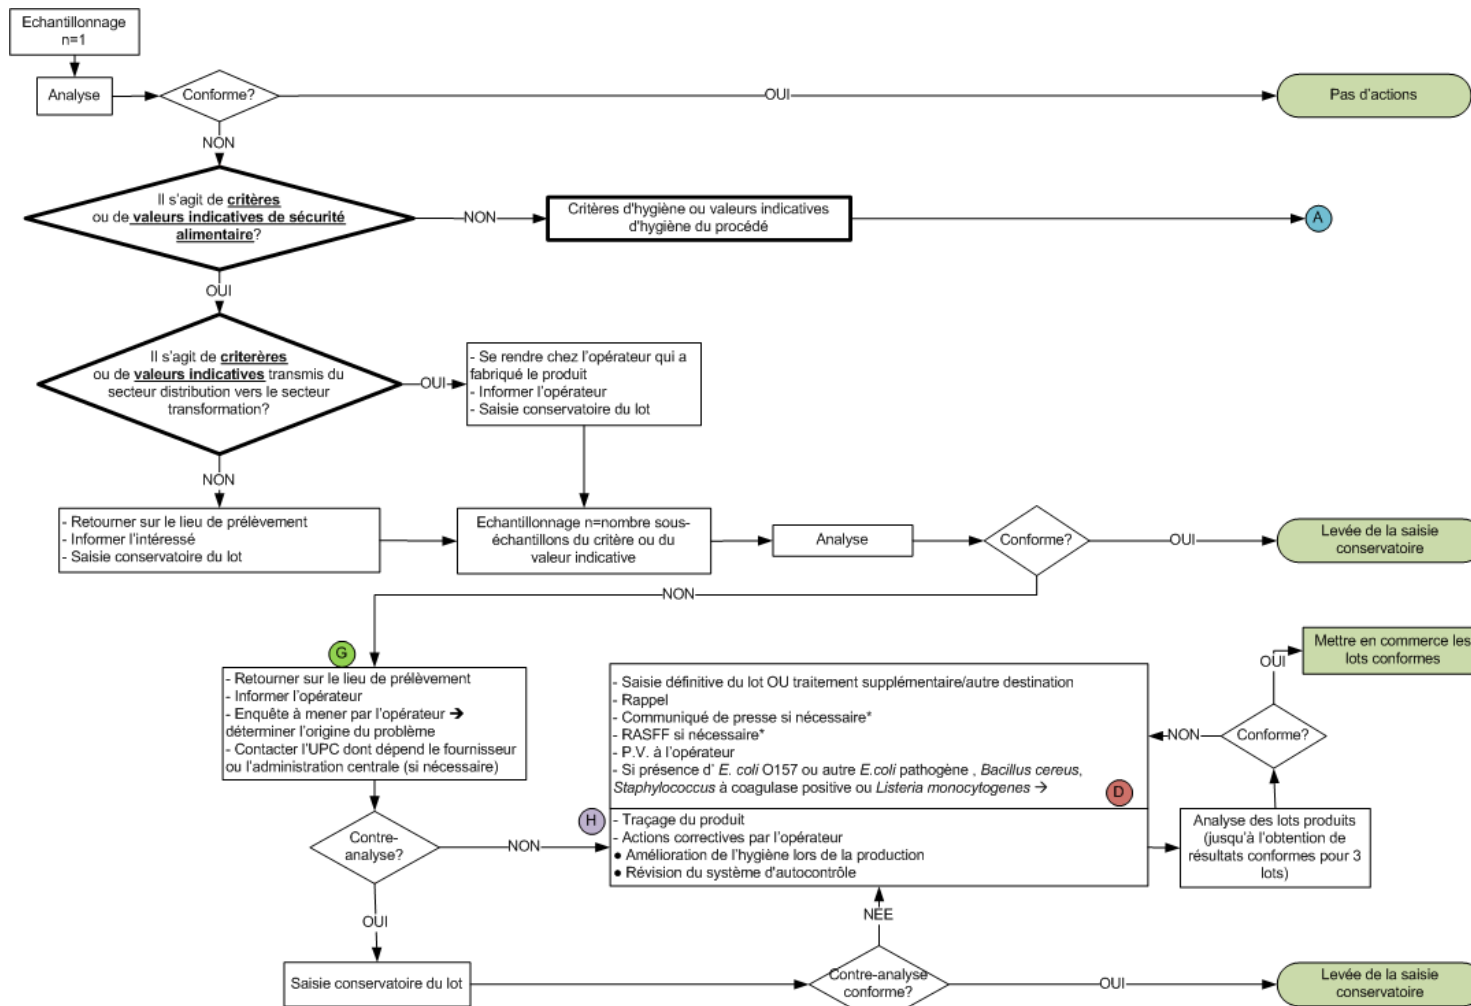 Echantillonnage
n=1
Analyse
Conforme?
OUI
Pas d'actions
NON
Il s'agit de critères
ou de valeurs indicatives de sécurité
alimentaire?
NON
Critères d'hygiène ou valeurs indicatives
d'hygiène du procédé
A
OUI
Il s'agit de criterères
ou de valeurs indicatives transmis du
secteur distribution vers le secteur
transformation?
OUI
- Se rendre chez l'opérateur qui a
fabriqué le produit
- Informer l'opérateur
- Saisie conservatoire du lot
NON
- Retourner sur le lieu de prélèvement
- Informer l'intéressé
- Saisie conservatoire du lot
Echantillonnage n=nombre sous-
échantillons du critère ou du
valeur indicative
Analyse
Conforme?
OUI
Levée de la saisie
conservatoire
NON
G
- Retourner sur le lieu de prélèvement
- Informer l'opérateur
- Enquête à mener par l'opérateur →
déterminer l'origine du problème
- Contacter l'UPC dont dépend le fournisseur
ou l'administration centrale (si nécessaire)
- Saisie définitive du lot OU traitement supplémentaire/autre destination
- Rappel
- Communiqué de presse si nécessaire*
- RASFF si nécessaire*
- P.V. à l'opérateur
- Si présence d' E. coli O157 ou autre E.coli pathogène , Bacillus cereus,
Staphylococcus à coagulase positive ou Listeria monocytogenes →
D
NON
Conforme?
OUI
Mettre en commerce les
lots conformes
Contre-
analyse?
NON
H
- Traçage du produit
- Actions correctives par l'opérateur
● Amélioration de l'hygiène lors de la production
● Révision du système d'autocontrôle
Analyse des lots produits
(jusqu'à l'obtention de
résultats conformes pour 3
lots)
OUI
NEE
Saisie conservatoire du lot
Contre-analyse
conforme?
OUI
Levée de la saisie
conservatoire